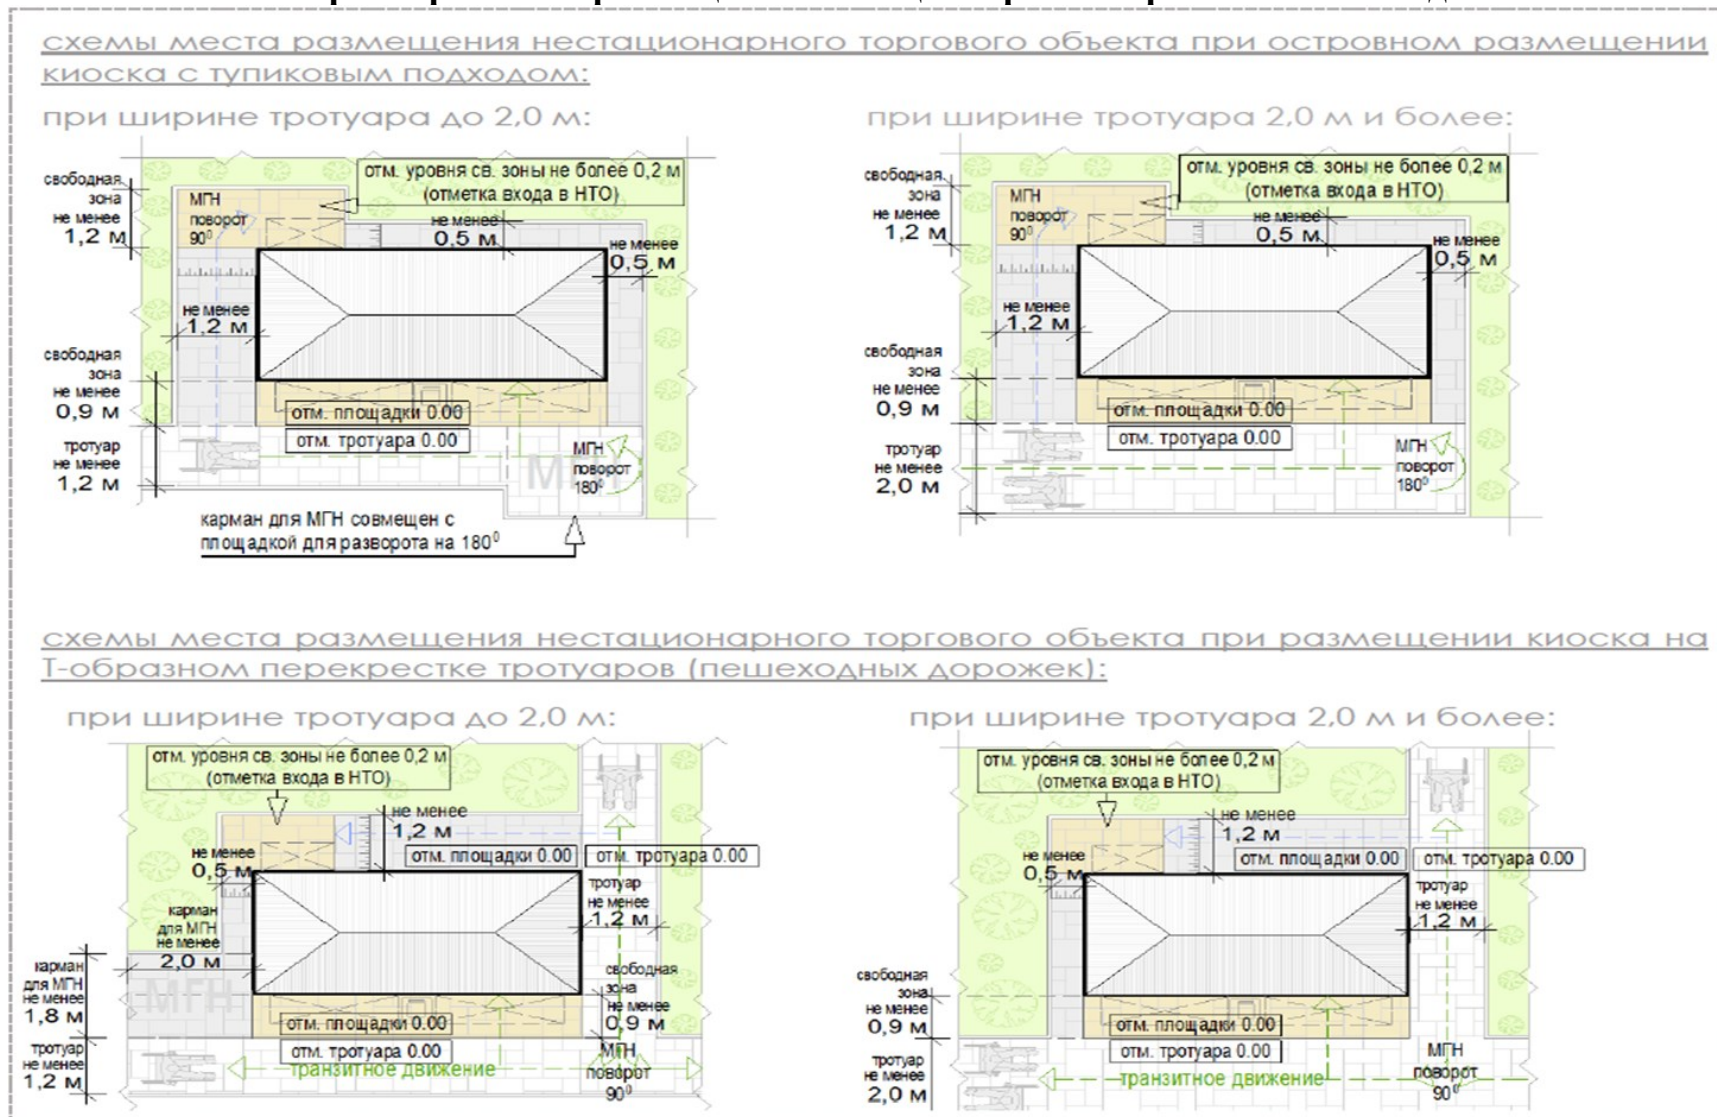 схемы места размещения нестационарного торгового объекта при островном размещении
киоска с тупиковым подходом:
при ширине тротуара до 2,0 м:
свободная
зона
не менее
1,2 м
МГН
поворот
90⁰
отм. уровня св. зоны не более 0,2 м
(отметка входа в НТО)
не менее
0,5 м
не менее
0,5 м
не менее
1,2 м
свободная
зона
не менее
0,9 м
отм. площадки 0.00
отм. тротуара 0.00
тротуар
не менее
1,2 м
МГН
МГН
поворот
180⁰
карман для МГН совмещен с
площадкой для разворота на 180⁰
при ширине тротуара 2,0 м и более:
свободная
зона
не менее
1,2 м
МГН
поворот
90⁰
отм. уровня св. зоны не более 0,2 м
(отметка входа в НТО)
не менее
0,5 м
не менее
0,5 м
не менее
1,2 м
свободная
зона
не менее
0,9 м
отм. площадки 0.00
отм. тротуара 0.00
тротуар
не менее
2,0 м
МГН
поворот
180⁰
схемы места размещения нестационарного торгового объекта при размещении киоска на
Т-образном перекрестке тротуаров (пешеходных дорожек):
при ширине тротуара до 2,0 м:
отм. уровня св. зоны не более 0,2 м
(отметка входа в НТО)
не менее
1,2 м
отм. площадки 0.00
отм. тротуара 0.00
не менее
0,5 м
тротуар
не менее
1,2 м
карман
для МГН
не менее
2,0 м
карман
для МГН
не менее
1,8 м
МГН
свободная
зона
не менее
0,9 м
отм. площадки 0.00
отм. тротуара 0.00
тротуар
не менее
1,2 м
транзитное движение
МГН
поворот
90⁰
при ширине тротуара 2,0 м и более:
отм. уровня св. зоны не более 0,2 м
(отметка входа в НТО)
не менее
1,2 м
отм. площадки 0.00
отм. тротуара 0.00
не менее
0,5 м
тротуар
не менее
1,2 м
свободная
зона
не менее
0,9 м
отм. площадки 0.00
отм. тротуара 0.00
тротуар
не менее
2,0 м
транзитное движение
МГН
поворот
90⁰